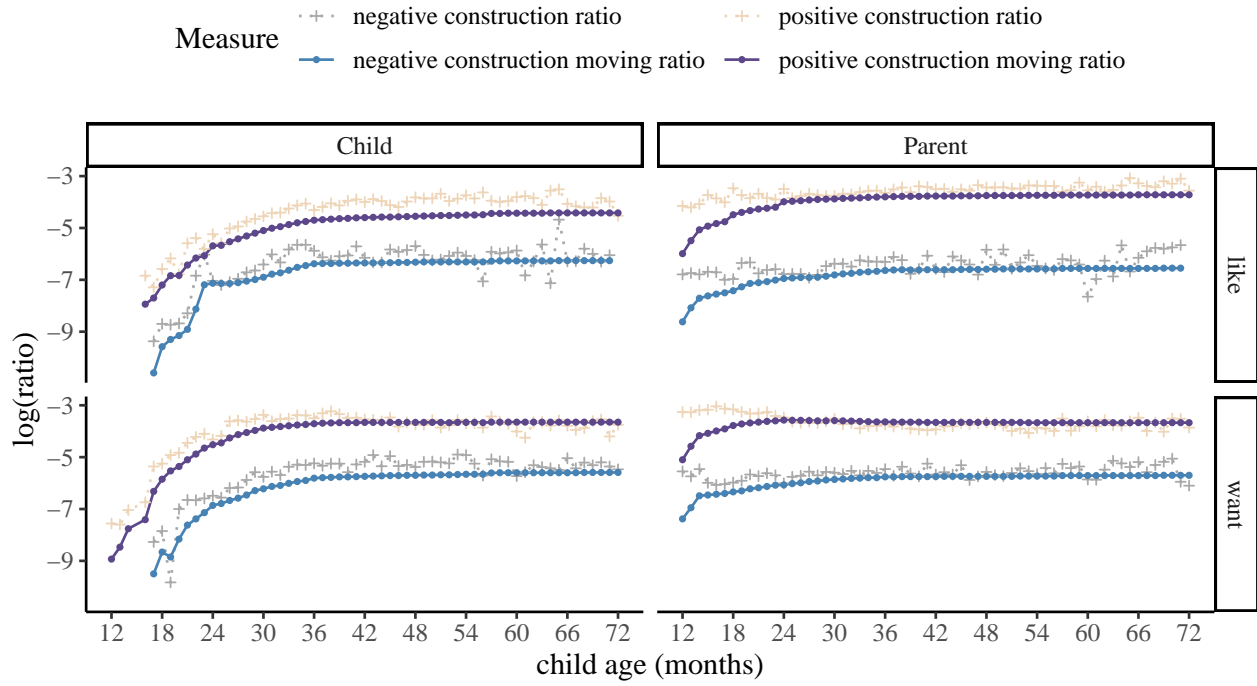 Measure
negative construction ratio
positive construction ratio
negative construction moving ratio
positive construction moving ratio
Child
Parent
−3
−5
−7
−9
like
−3
−5
−7
−9
want
log(ratio)
12 18 24 30 36 42 48 54 60 66 72
12 18 24 30 36 42 48 54 60 66 72
child age (months)